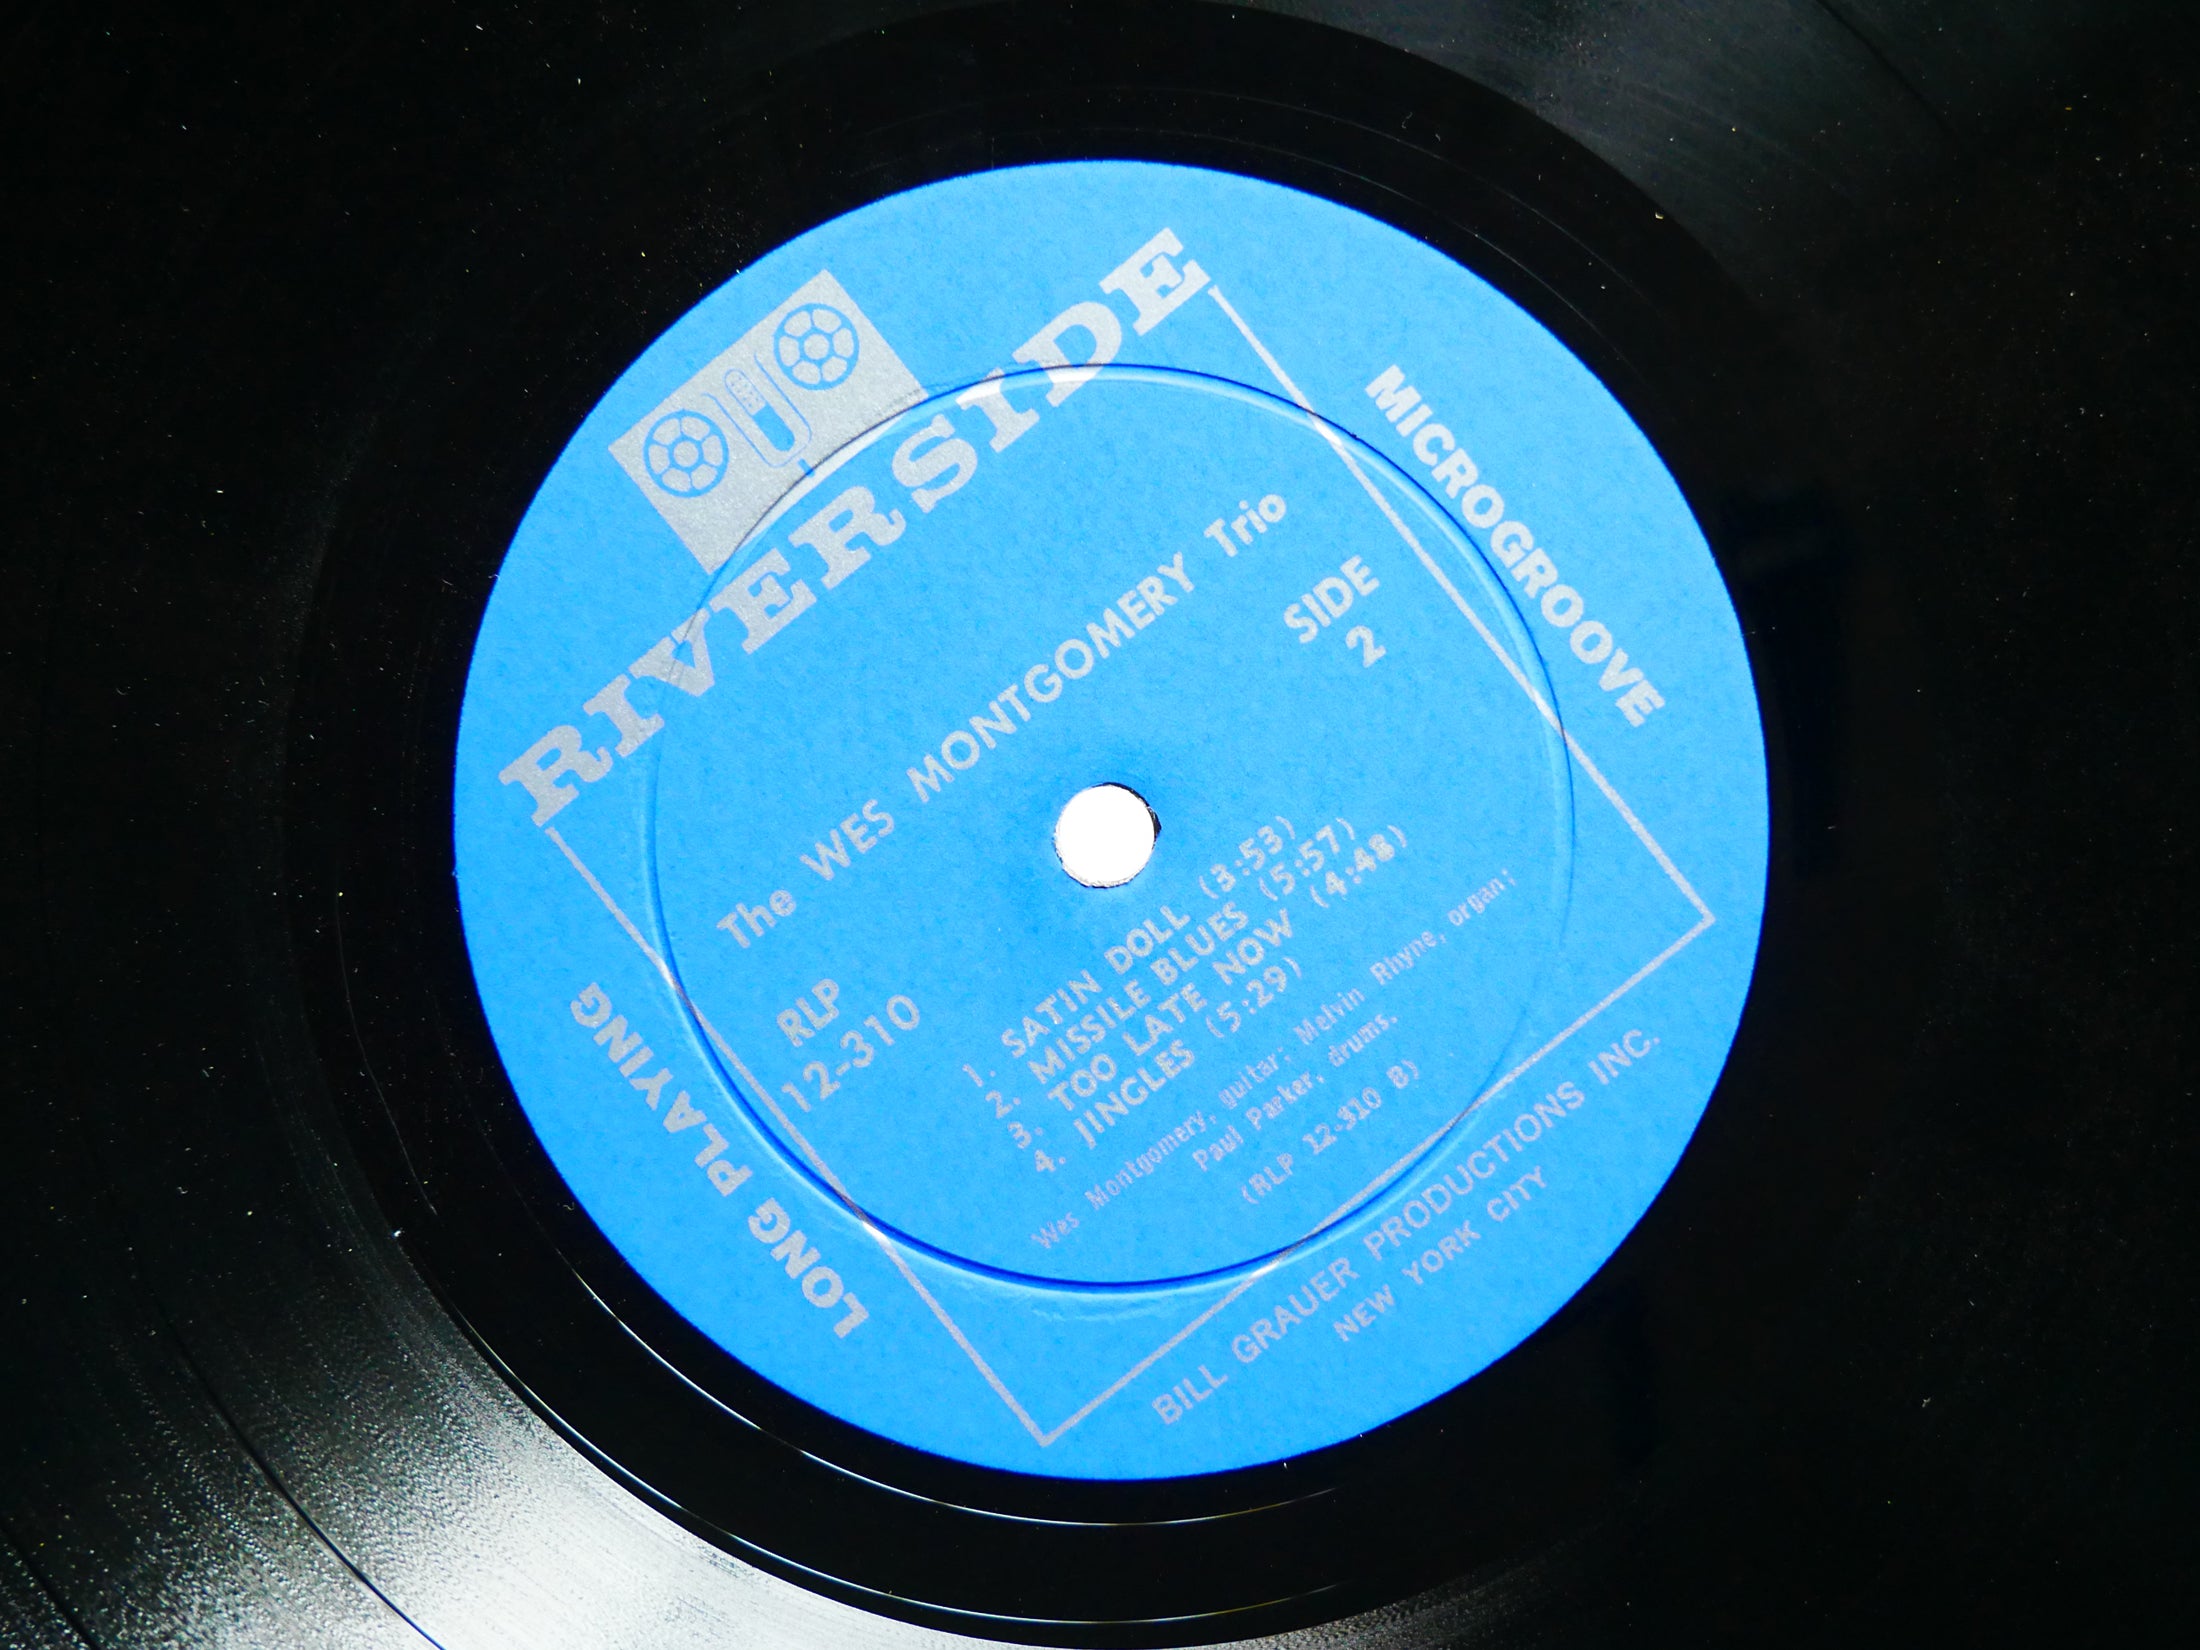 RIVERSIDE
MICROGROOVE
The WES MONTGOMERY Trio
SIDE
2
RLP
12-310
1. SATIN DOLL (3:53)
2. MISSILE BLUES (5:57)
3. TOO LATE NOW (4:48)
4. JINGLES (5:29)
Wes Montgomery, guitar; Melvin Rhyne, organ;
Paul Parker, drums.
(RLP 12-310 B)
LONG PLAYING
BILL GRAUER PRODUCTIONS INC.
NEW YORK CITY